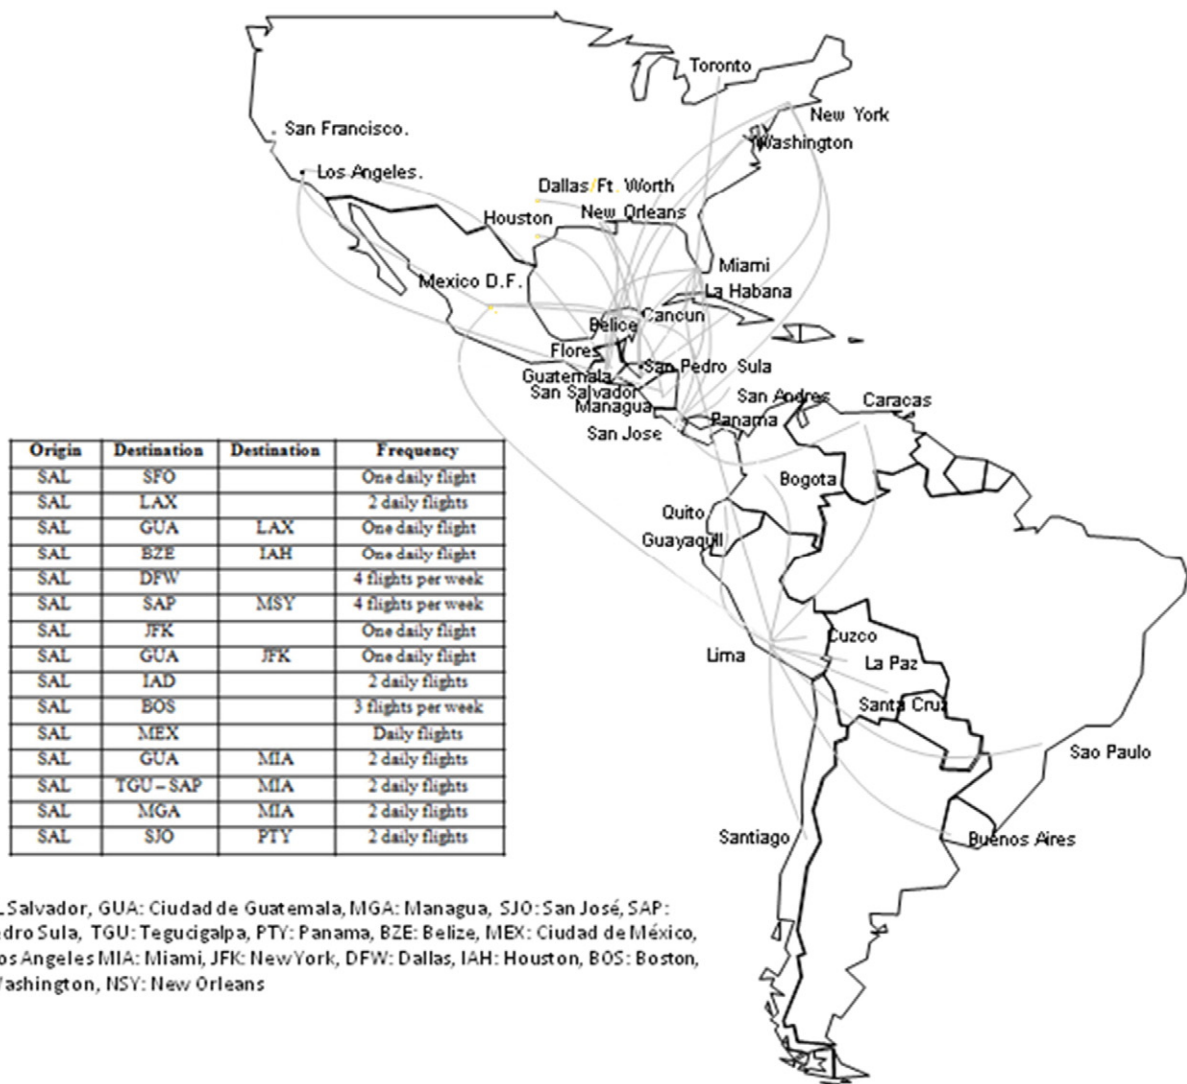 Toronto
New York
San Francisco.
Washington
Los Angeles.
Dallas/Ft. Worth
New Orleans
Houston
Miami
Mexico D.F.
La Habana
Cancun
Belice
Flores
San Pedro Sula
Guatemala
San Salvador
San Andres
Caracas
Managua
Panama
San Jose
Bogota
Quito
Guayaquil
Cuzco
Lima
La Paz
Santa Cruz
Sao Paulo
Santiago
Buenos Aires
Origin Destination Destination Frequency
SAL SFO One daily flight
SAL LAX 2 daily flights
SAL GUA LAX One daily flight
SAL BZE IAH One daily flight
SAL DFW 4 flights per week
SAL SAP MSY 4 flights per week
SAL JFK One daily flight
SAL GUA JFK One daily flight
SAL IAD 2 daily flights
SAL BOS 3 flights per week
SAL MEX Daily flights
SAL GUA MIA 2 daily flights
SAL TGU – SAP MIA 2 daily flights
SAL MGA MIA 2 daily flights
SAL SJO PTY 2 daily flights
Salvador, GUA: Ciudad de Guatemala, MGA: Managua, SJO: San José, SAP:
dro Sula, TGU: Tegucigalpa, PTY: Panama, BZE: Belize, MEX: Ciudad de México,
os Angeles MIA: Miami, JFK: New York, DFW: Dallas, IAH: Houston, BOS: Boston,
ashington, NSY: New Orleans